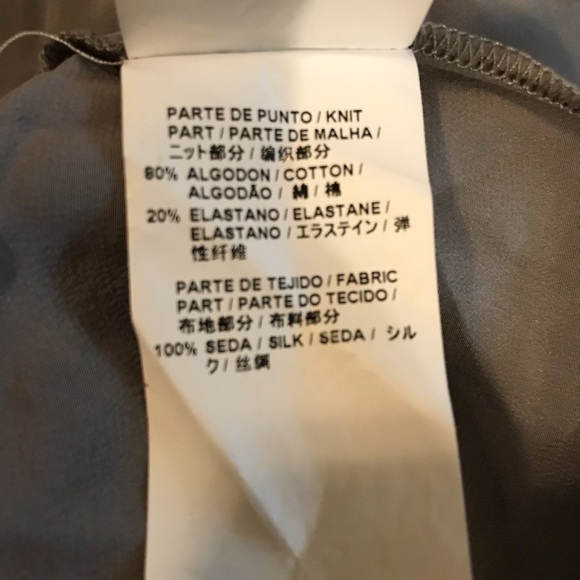 PARTE DE PUNTO / KNIT
PART / PARTE DE MALHA /
ニット部分 / 编织部分
80% ALGODON / COTTON /
ALGODÃO / 綿 / 棉
20% ELASTANO / ELASTANE /
ELASTANO / エラステイン / 弹
性纤维
PARTE DE TEJIDO / FABRIC
PART / PARTE DO TECIDO /
布地部分 / 布料部分
100% SEDA / SILK / SEDA / シル
ク / 丝绸